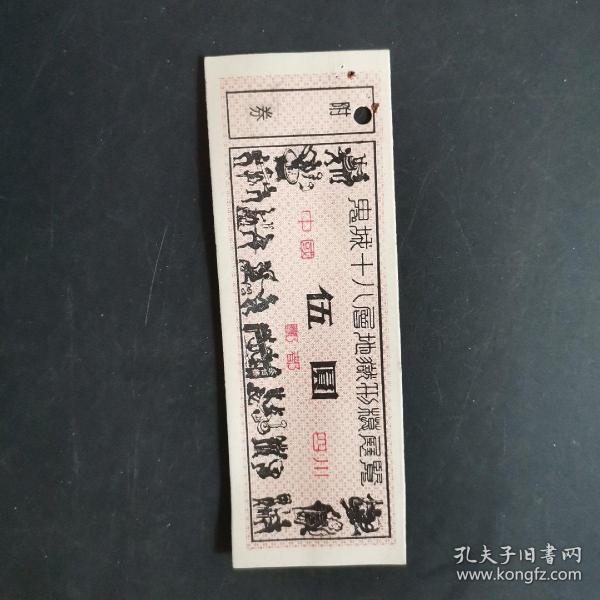 附券
鬼城十八層地獄形象展覽
中國 酆都 四川
伍圓
孔夫子旧书网
www.kongfz.com